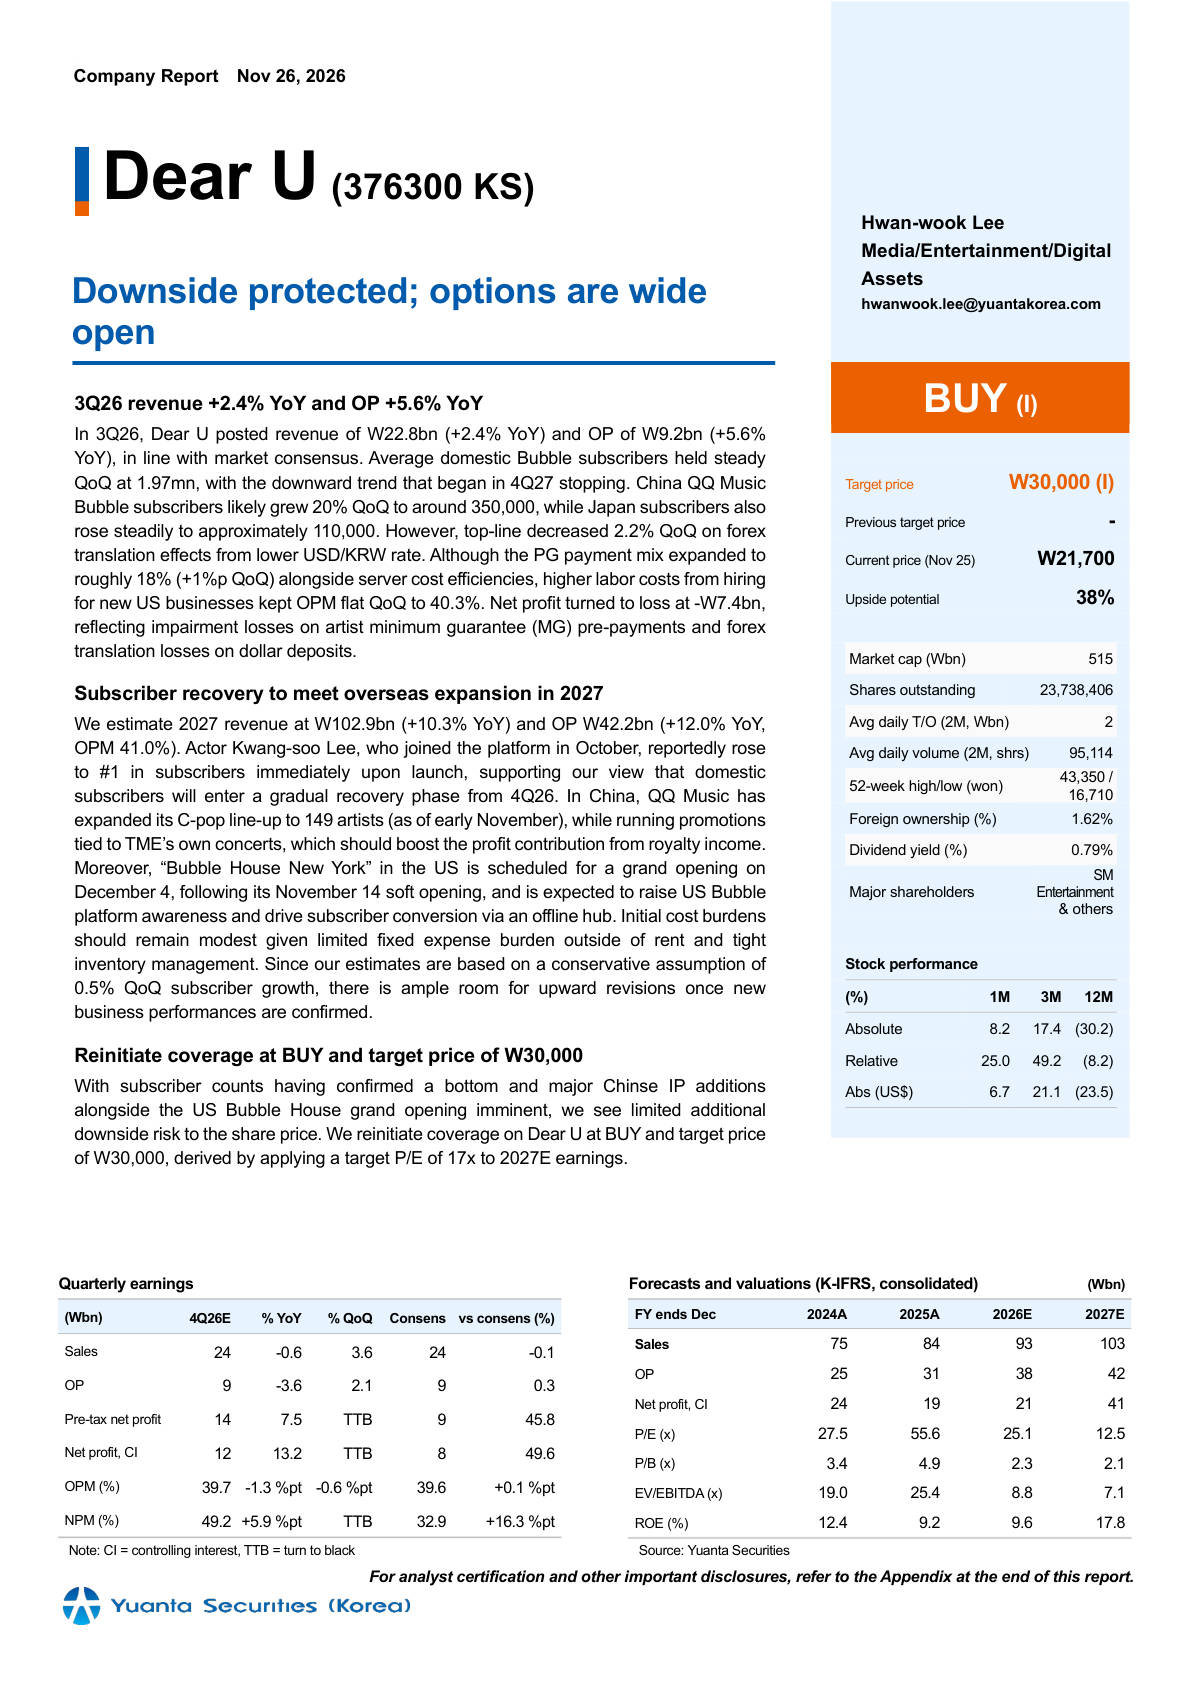 Company Report Nov 26, 2026
Dear U (376300 KS)
Downside protected; options are wide
open
3Q26 revenue +2.4% YoY and OP +5.6% YoY
In 3Q26, Dear U posted revenue of W22.8bn (+2.4% YoY) and OP of W9.2bn (+5.6%
YoY), in line with market consensus. Average domestic Bubble subscribers held steady
QoQ at 1.97mn, with the downward trend that began in 4Q27 stopping. China QQ Music
Bubble subscribers likely grew 20% QoQ to around 350,000, while Japan subscribers also
rose steadily to approximately 110,000. However, top-line decreased 2.2% QoQ on forex
translation effects from lower USD/KRW rate. Although the PG payment mix expanded to
roughly 18% (+1%p QoQ) alongside server cost efficiencies, higher labor costs from hiring
for new US businesses kept OPM flat QoQ to 40.3%. Net profit turned to loss at -W7.4bn,
reflecting impairment losses on artist minimum guarantee (MG) pre-payments and forex
translation losses on dollar deposits.
Subscriber recovery to meet overseas expansion in 2027
We estimate 2027 revenue at W102.9bn (+10.3% YoY) and OP W42.2bn (+12.0% YoY,
OPM 41.0%). Actor Kwang-soo Lee, who joined the platform in October, reportedly rose
to #1 in subscribers immediately upon launch, supporting our view that domestic
subscribers will enter a gradual recovery phase from 4Q26. In China, QQ Music has
expanded its C-pop line-up to 149 artists (as of early November), while running promotions
tied to TME's own concerts, which should boost the profit contribution from royalty income.
Moreover, “Bubble House New York” in the US is scheduled for a grand opening on
December 4, following its November 14 soft opening, and is expected to raise US Bubble
platform awareness and drive subscriber conversion via an offline hub. Initial cost burdens
should remain modest given limited fixed expense burden outside of rent and tight
inventory management. Since our estimates are based on a conservative assumption of
0.5% QoQ subscriber growth, there is ample room for upward revisions once new
business performances are confirmed.
Reinitiate coverage at BUY and target price of W30,000
With subscriber counts having confirmed a bottom and major Chinse IP additions
alongside the US Bubble House grand opening imminent, we see limited additional
downside risk to the share price. We reinitiate coverage on Dear U at BUY and target price
of W30,000, derived by applying a target P/E of 17x to 2027E earnings.
Hwan-wook Lee
Media/Entertainment/Digital
Assets
hwanwook.lee@yuantakorea.com
BUY (I)
Target price W30,000 (I)
Previous target price -
Current price (Nov 25) W21,700
Upside potential 38%
Market cap (Wbn) 515
Shares outstanding 23,738,406
Avg daily T/O (2M, Wbn) 2
Avg daily volume (2M, shrs) 95,114
52-week high/low (won) 43,350 /
16,710
Foreign ownership (%) 1.62%
Dividend yield (%) 0.79%
Major shareholders SM
Entertainment
& others
Stock performance
(%) 1M 3M 12M
Absolute 8.2 17.4 (30.2)
Relative 25.0 49.2 (8.2)
Abs (US$) 6.7 21.1 (23.5)
Quarterly earnings
(Wbn) 4Q26E % YoY % QoQ Consens vs consens (%)
Sales 24 -0.6 3.6 24 -0.1
OP 9 -3.6 2.1 9 0.3
Pre-tax net profit 14 7.5 TTB 9 45.8
Net profit, CI 12 13.2 TTB 8 49.6
OPM (%) 39.7 -1.3 %pt -0.6 %pt 39.6 +0.1 %pt
NPM (%) 49.2 +5.9 %pt TTB 32.9 +16.3 %pt
Note: CI = controlling interest, TTB = turn to black
Forecasts and valuations (K-IFRS, consolidated) (Wbn)
FY ends Dec 2024A 2025A 2026E 2027E
Sales 75 84 93 103
OP 25 31 38 42
Net profit, CI 24 19 21 41
P/E (x) 27.5 55.6 25.1 12.5
P/B (x) 3.4 4.9 2.3 2.1
EV/EBITDA (x) 19.0 25.4 8.8 7.1
ROE (%) 12.4 9.2 9.6 17.8
Source: Yuanta Securities
For analyst certification and other important disclosures, refer to the Appendix at the end of this report.
Yuanta Securities (Korea)